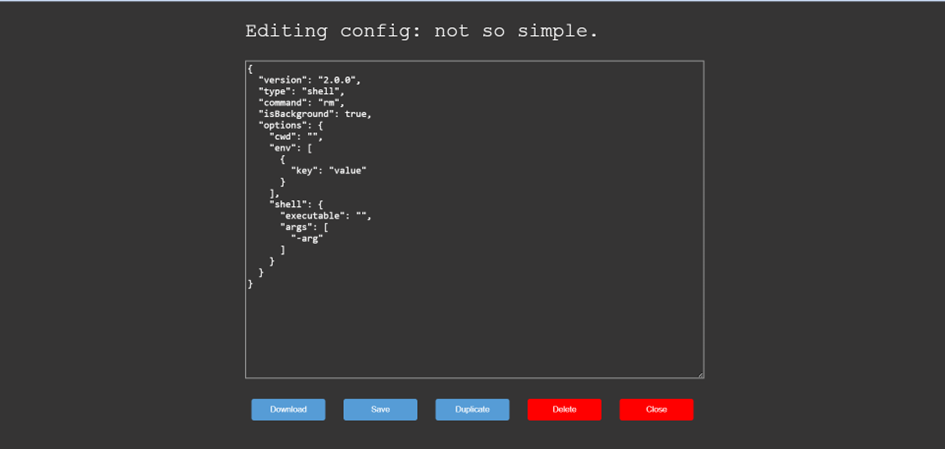 Editing config: not so simple.
{
  "version": "2.0.0",
  "type": "shell",
  "command": "rm",
  "isBackground": true,
  "options": {
    "cwd": "",
    "env": [
      {
        "key": "value"
      }
    ],
    "shell": {
      "executable": "",
      "args": [
        "-arg"
      ]
    }
  }
}
Download Save Duplicate Delete Close